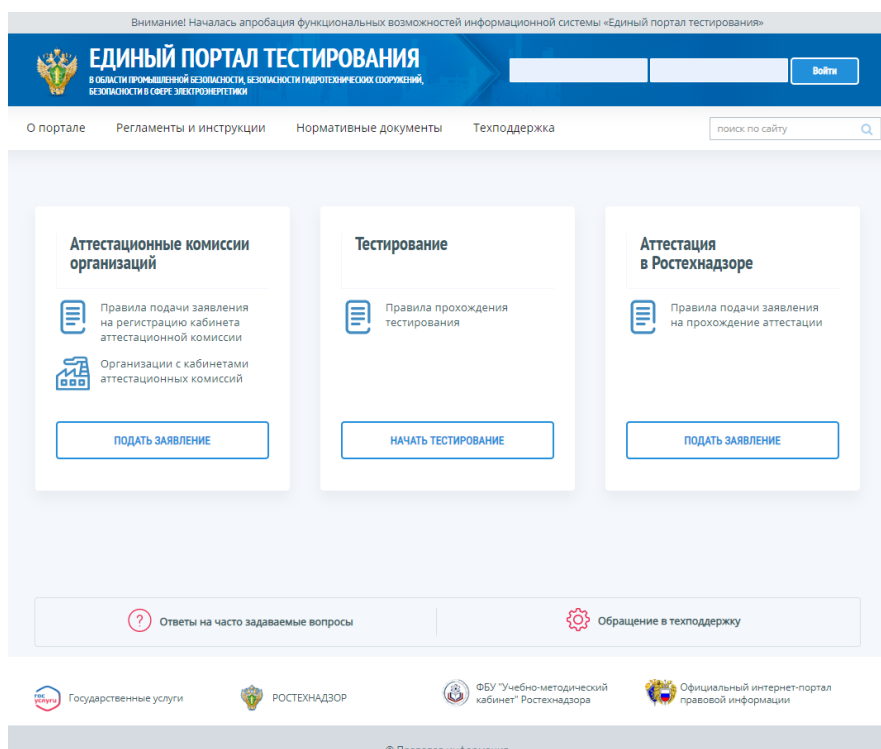 Внимание! Началась апробация функциональных возможностей информационной системы «Единый портал тестирования»
ЕДИНЫЙ ПОРТАЛ ТЕСТИРОВАНИЯ
В ОБЛАСТИ ПРОМЫШЛЕННОЙ БЕЗОПАСНОСТИ, БЕЗОПАСНОСТИ ГИДРОТЕХНИЧЕСКИХ СООРУЖЕНИЙ,
БЕЗОПАСНОСТИ В СФЕРЕ ЭЛЕКТРОЭНЕРГЕТИКИ
Войти
О портале
Регламенты и инструкции
Нормативные документы
Техподдержка
поиск по сайту
Аттестационные комиссии
организаций
Правила подачи заявления
на регистрацию кабинета
аттестационной комиссии
Организации с кабинетами
аттестационных комиссий
ПОДАТЬ ЗАЯВЛЕНИЕ
Тестирование
Правила прохождения
тестирования
НАЧАТЬ ТЕСТИРОВАНИЕ
Аттестация
в Ростехнадзоре
Правила подачи заявления
на прохождение аттестации
ПОДАТЬ ЗАЯВЛЕНИЕ
Ответы на часто задаваемые вопросы
Обращение в техподдержку
гос
услуги
Государственные услуги
РОСТЕХНАДЗОР
ФБУ "Учебно-методический
кабинет" Ростехнадзора
Официальный интернет-портал
правовой информации